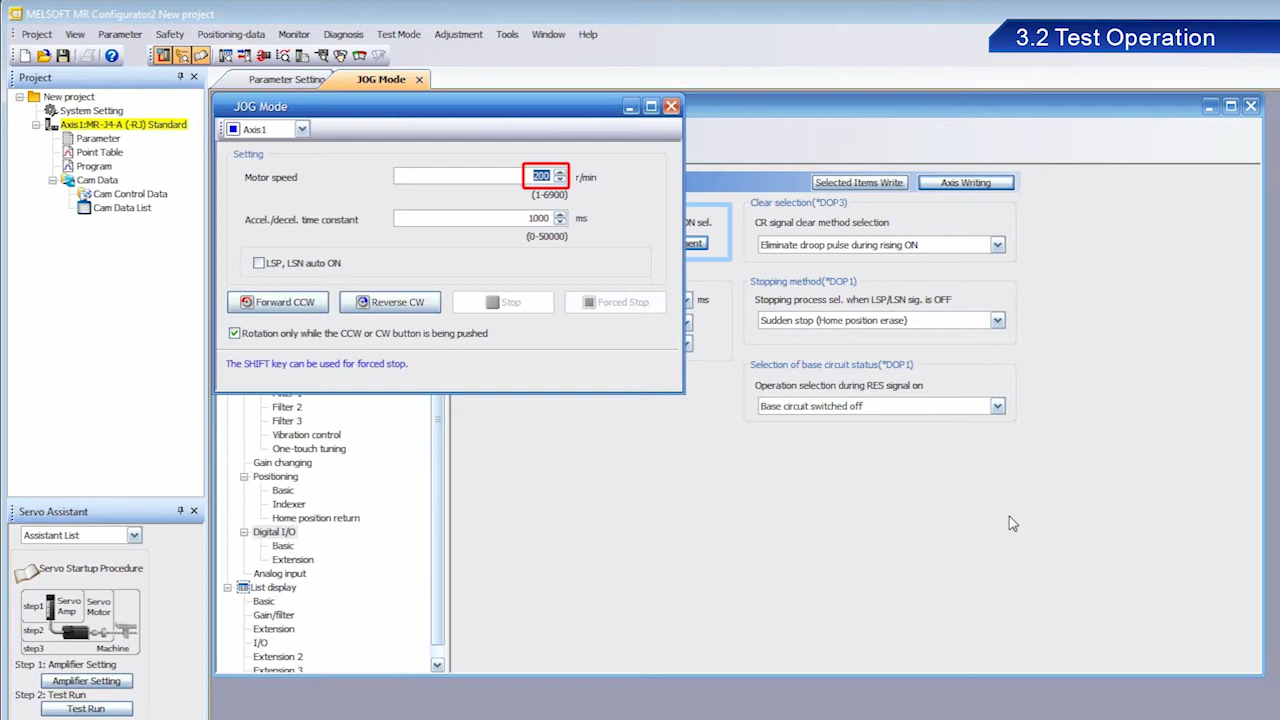 MELSOFT MR Configurator2 New project
3.2 Test Operation
Project View Parameter Safety Positioning-data Monitor Diagnosis Test Mode Adjustment Tools Window Help
Project
New project
System Setting
Axis1:MR-J4-A (-RJ) Standard
Parameter
Point Table
Program
Cam Data
Cam Control Data
Cam Data List
Parameter Setting
JOG Mode
JOG Mode
Axis1
Setting
Motor speed
200
r/min
(1-6900)
Accel./decel. time constant
1000
ms
(0-50000)
LSP, LSN auto ON
Forward CCW
Reverse CW
Stop
Forced Stop
Rotation only while the CCW or CW button is being pushed
The SHIFT key can be used for forced stop.
Selected Items Write
Axis Writing
ON sel.
ms
Clear selection(*DOP3)
CR signal clear method selection
Eliminate droop pulse during rising ON
Stopping method(*DOP1)
Stopping process sel. when LSP/LSN sig. is OFF
Sudden stop (Home position erase)
Selection of base circuit status(*DOP1)
Operation selection during RES signal on
Base circuit switched off
Filter 2
Filter 3
Vibration control
One-touch tuning
Gain changing
Positioning
Basic
Indexer
Home position return
Digital I/O
Basic
Extension
Analog input
List display
Basic
Gain/filter
Extension
I/O
Extension 2
Extension 3
Servo Assistant
Assistant List
Servo Startup Procedure
step1
Servo Amp
Servo Motor
step2
step3
Machine
Step 1: Amplifier Setting
Amplifier Setting
Step 2: Test Run
Test Run